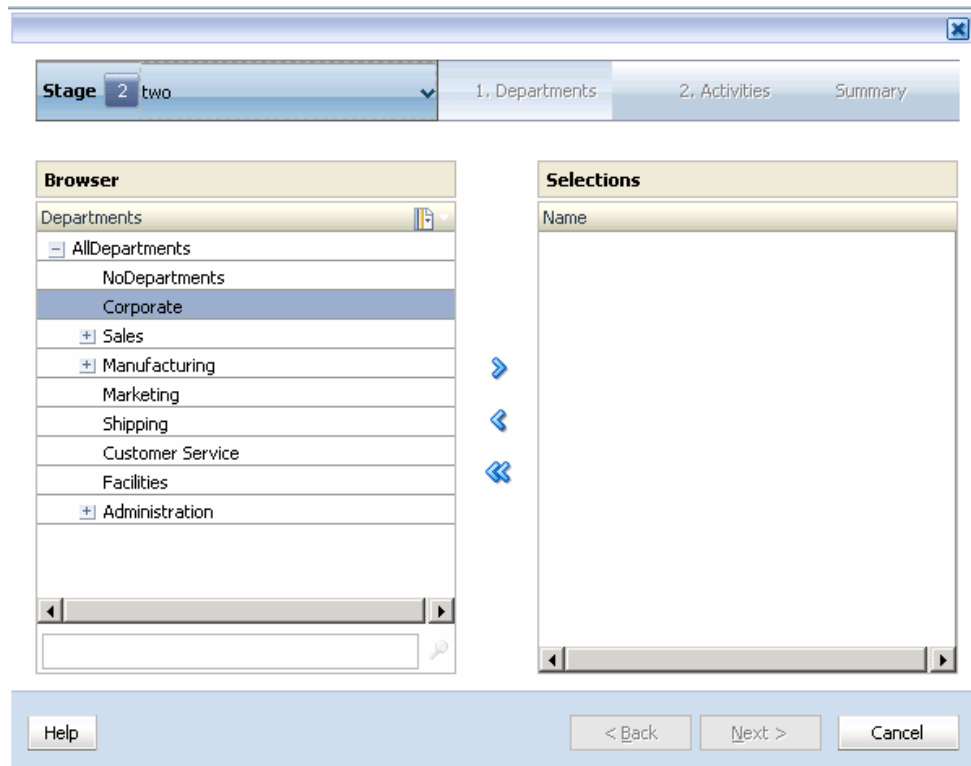 Stage 2 two 1. Departments 2. Activities Summary
Browser
Departments
AllDepartments
NoDepartments
Corporate
Sales
Manufacturing
Marketing
Shipping
Customer Service
Facilities
Administration
Selections
Name
Help < Back Next > Cancel